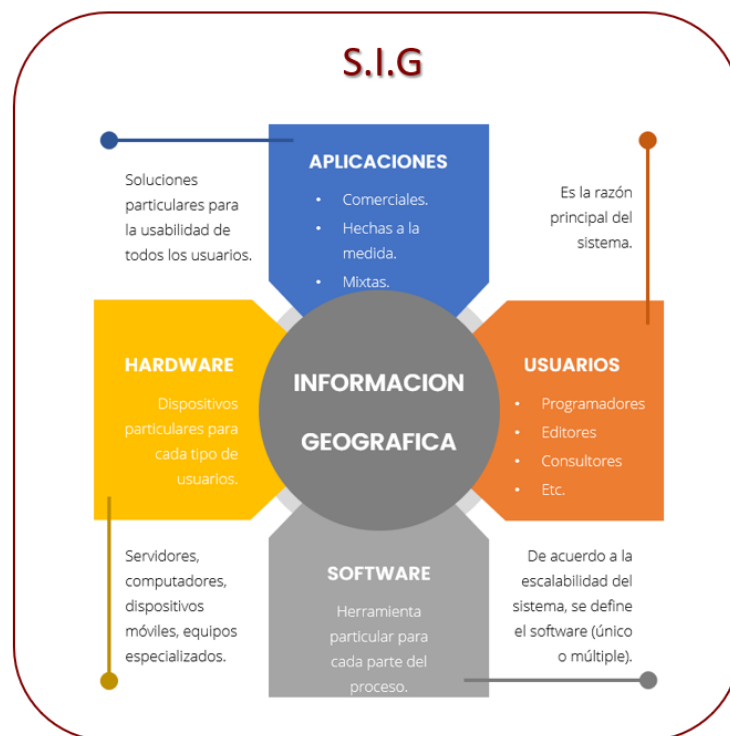 S.I.G
APLICACIONES
• Comerciales.
• Hechas a la
medida.
• Mixtas.
Soluciones
particulares para
la usabilidad de
todos los usuarios.
Es la razón
principal del
sistema.
HARDWARE
Dispositivos
particulares para
cada tipo de
usuarios.
INFORMACION
GEOGRAFICA
USUARIOS
• Programadores
• Editores
• Consultores
• Etc.
Servidores,
computadores,
dispositivos
móviles, equipos
especializados.
SOFTWARE
Herramienta
particular para
cada parte del
proceso.
De acuerdo a la
escalabilidad del
sistema, se define
el software (único
o múltiple).